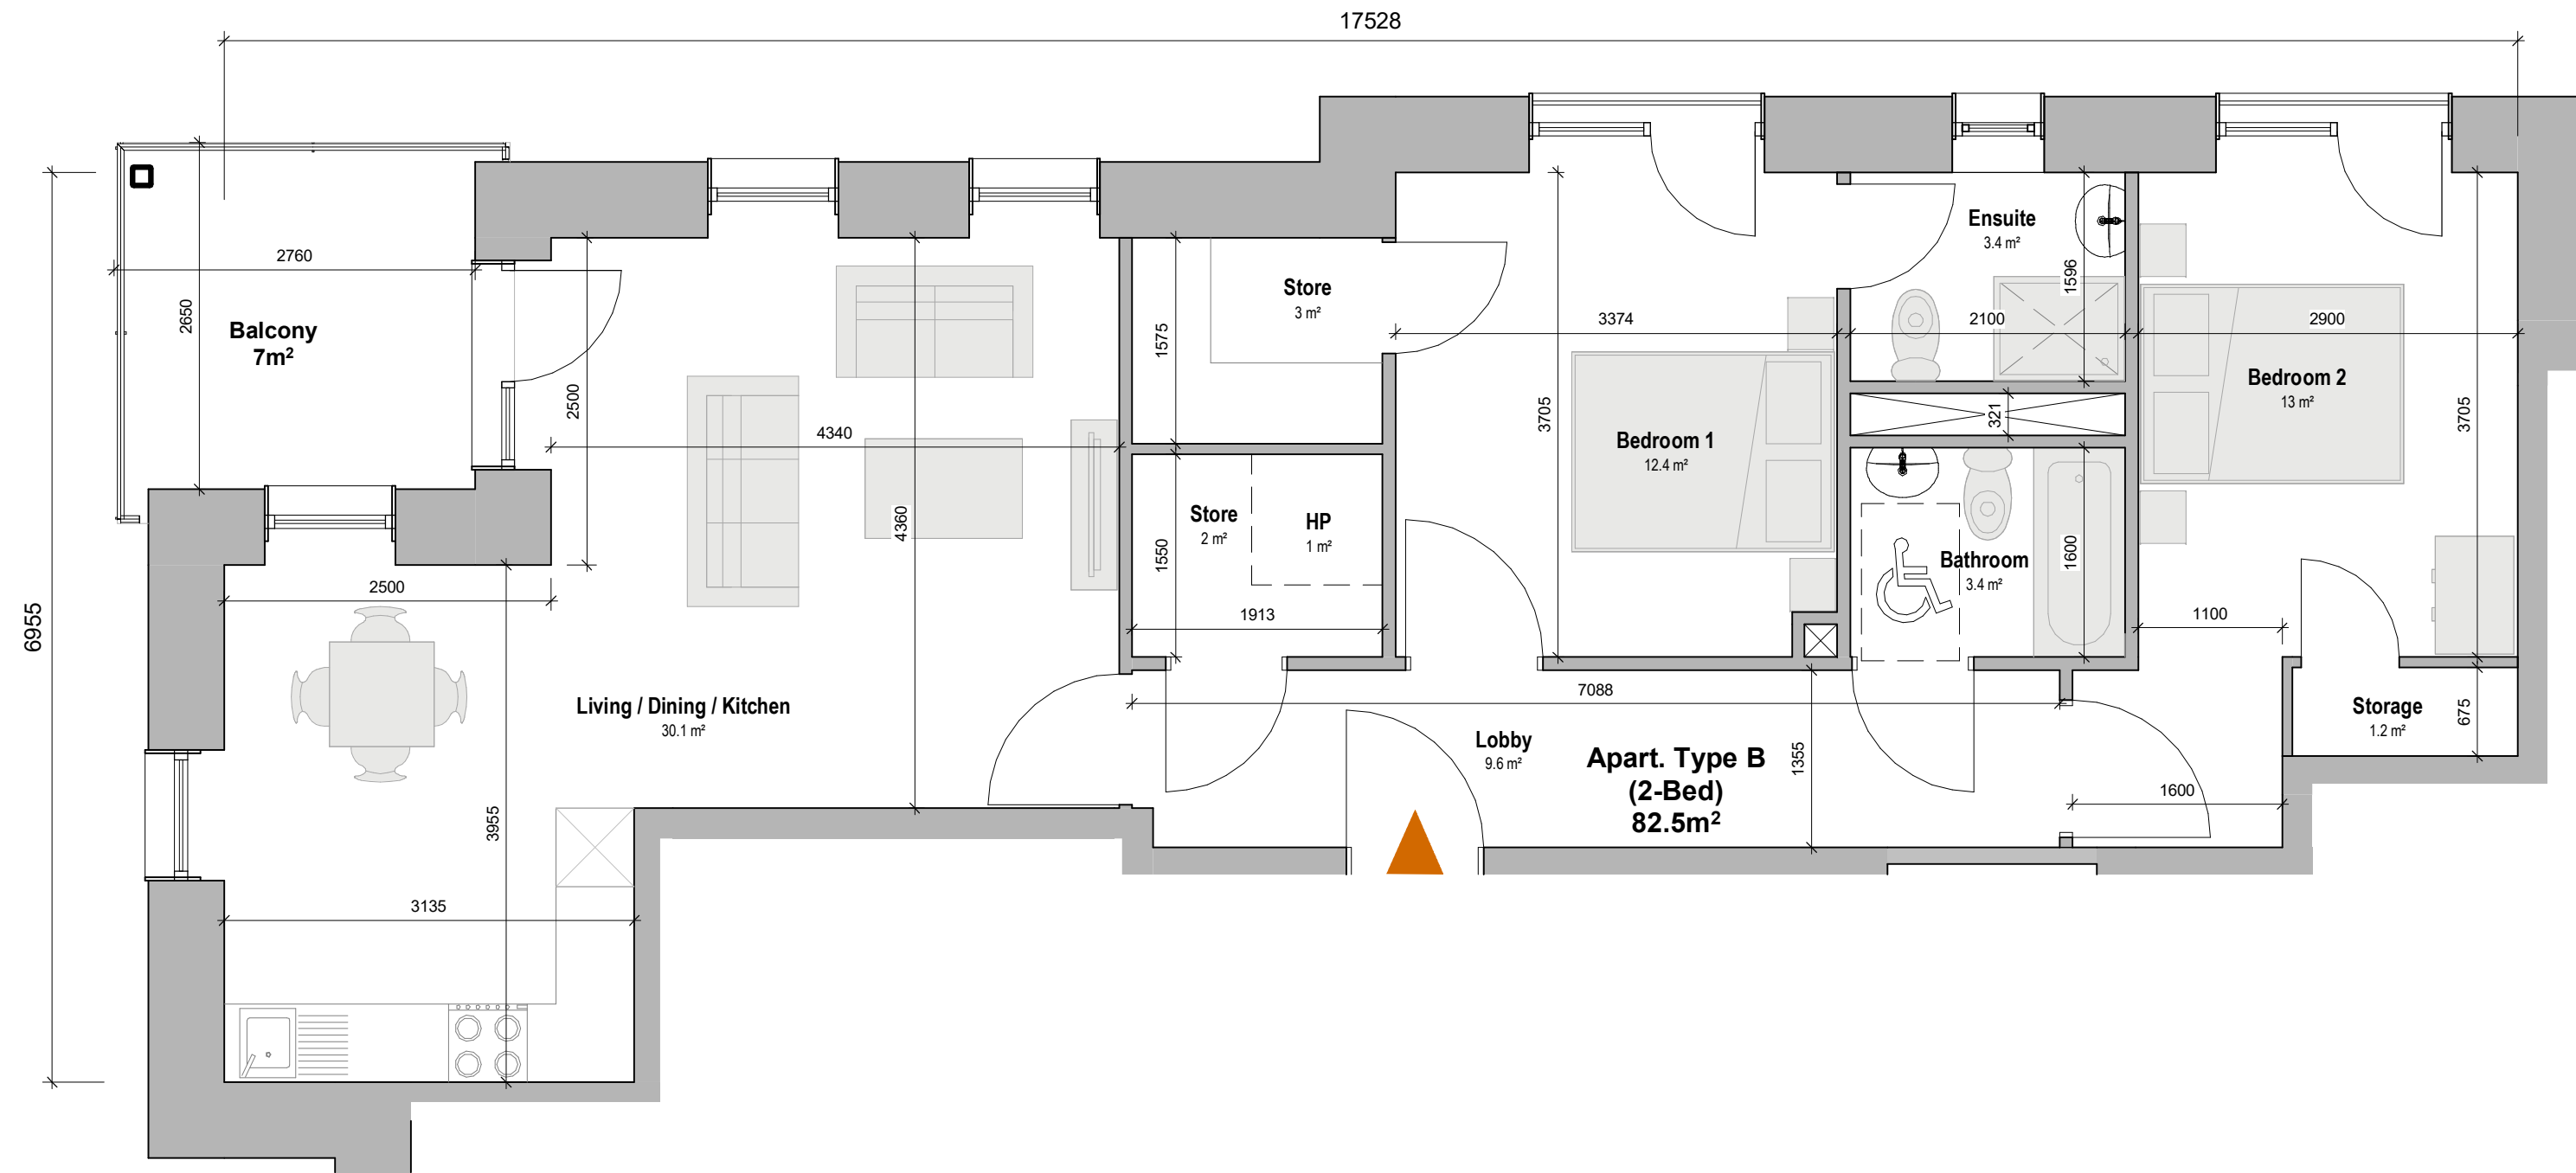 17528
6955
2760
2650
Balcony
7m²
2500
2500
4340
4360
Living / Dining / Kitchen
30.1 m²
3955
3135
Store
3 m²
1575
Store
2 m²
HP
1 m²
1550
1913
3374
3705
Bedroom 1
12.4 m²
Ensuite
3.4 m²
1596
2100
321
Bathroom
3.4 m²
1600
2900
Bedroom 2
13 m²
3705
1100
Storage
1.2 m²
675
7088
Lobby
9.6 m²
Apart. Type B
(2-Bed)
82.5m²
1355
1600